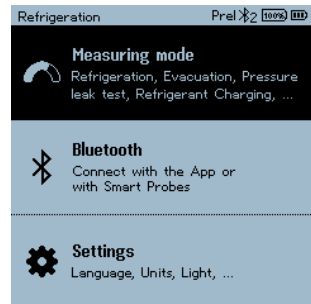 Refrigeration Prel 2 100%
Measuring mode
Refrigeration, Evacuation, Pressure
leak test, Refrigerant Charging, ...
Bluetooth
Connect with the App or
with Smart Probes
Settings
Language, Units, Light, ...